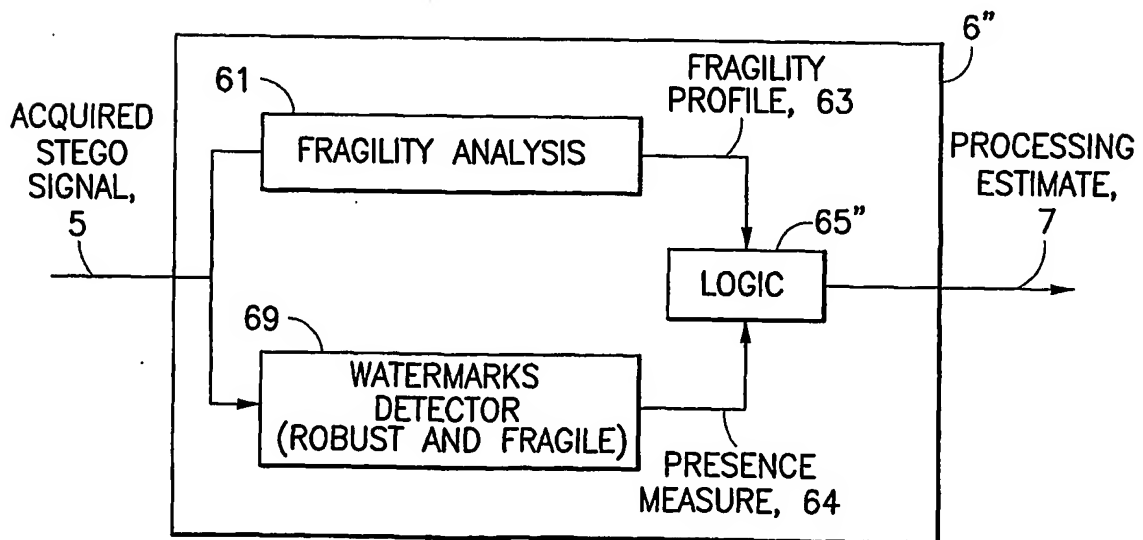 6”
61
FRAGILITY
PROFILE, 63
ACQUIRED
STEGO
SIGNAL,
5
FRAGILITY ANALYSIS
PROCESSING
ESTIMATE,
7
65”
LOGIC
69
WATERMARKS
DETECTOR
(ROBUST AND FRAGILE)
PRESENCE
MEASURE, 64